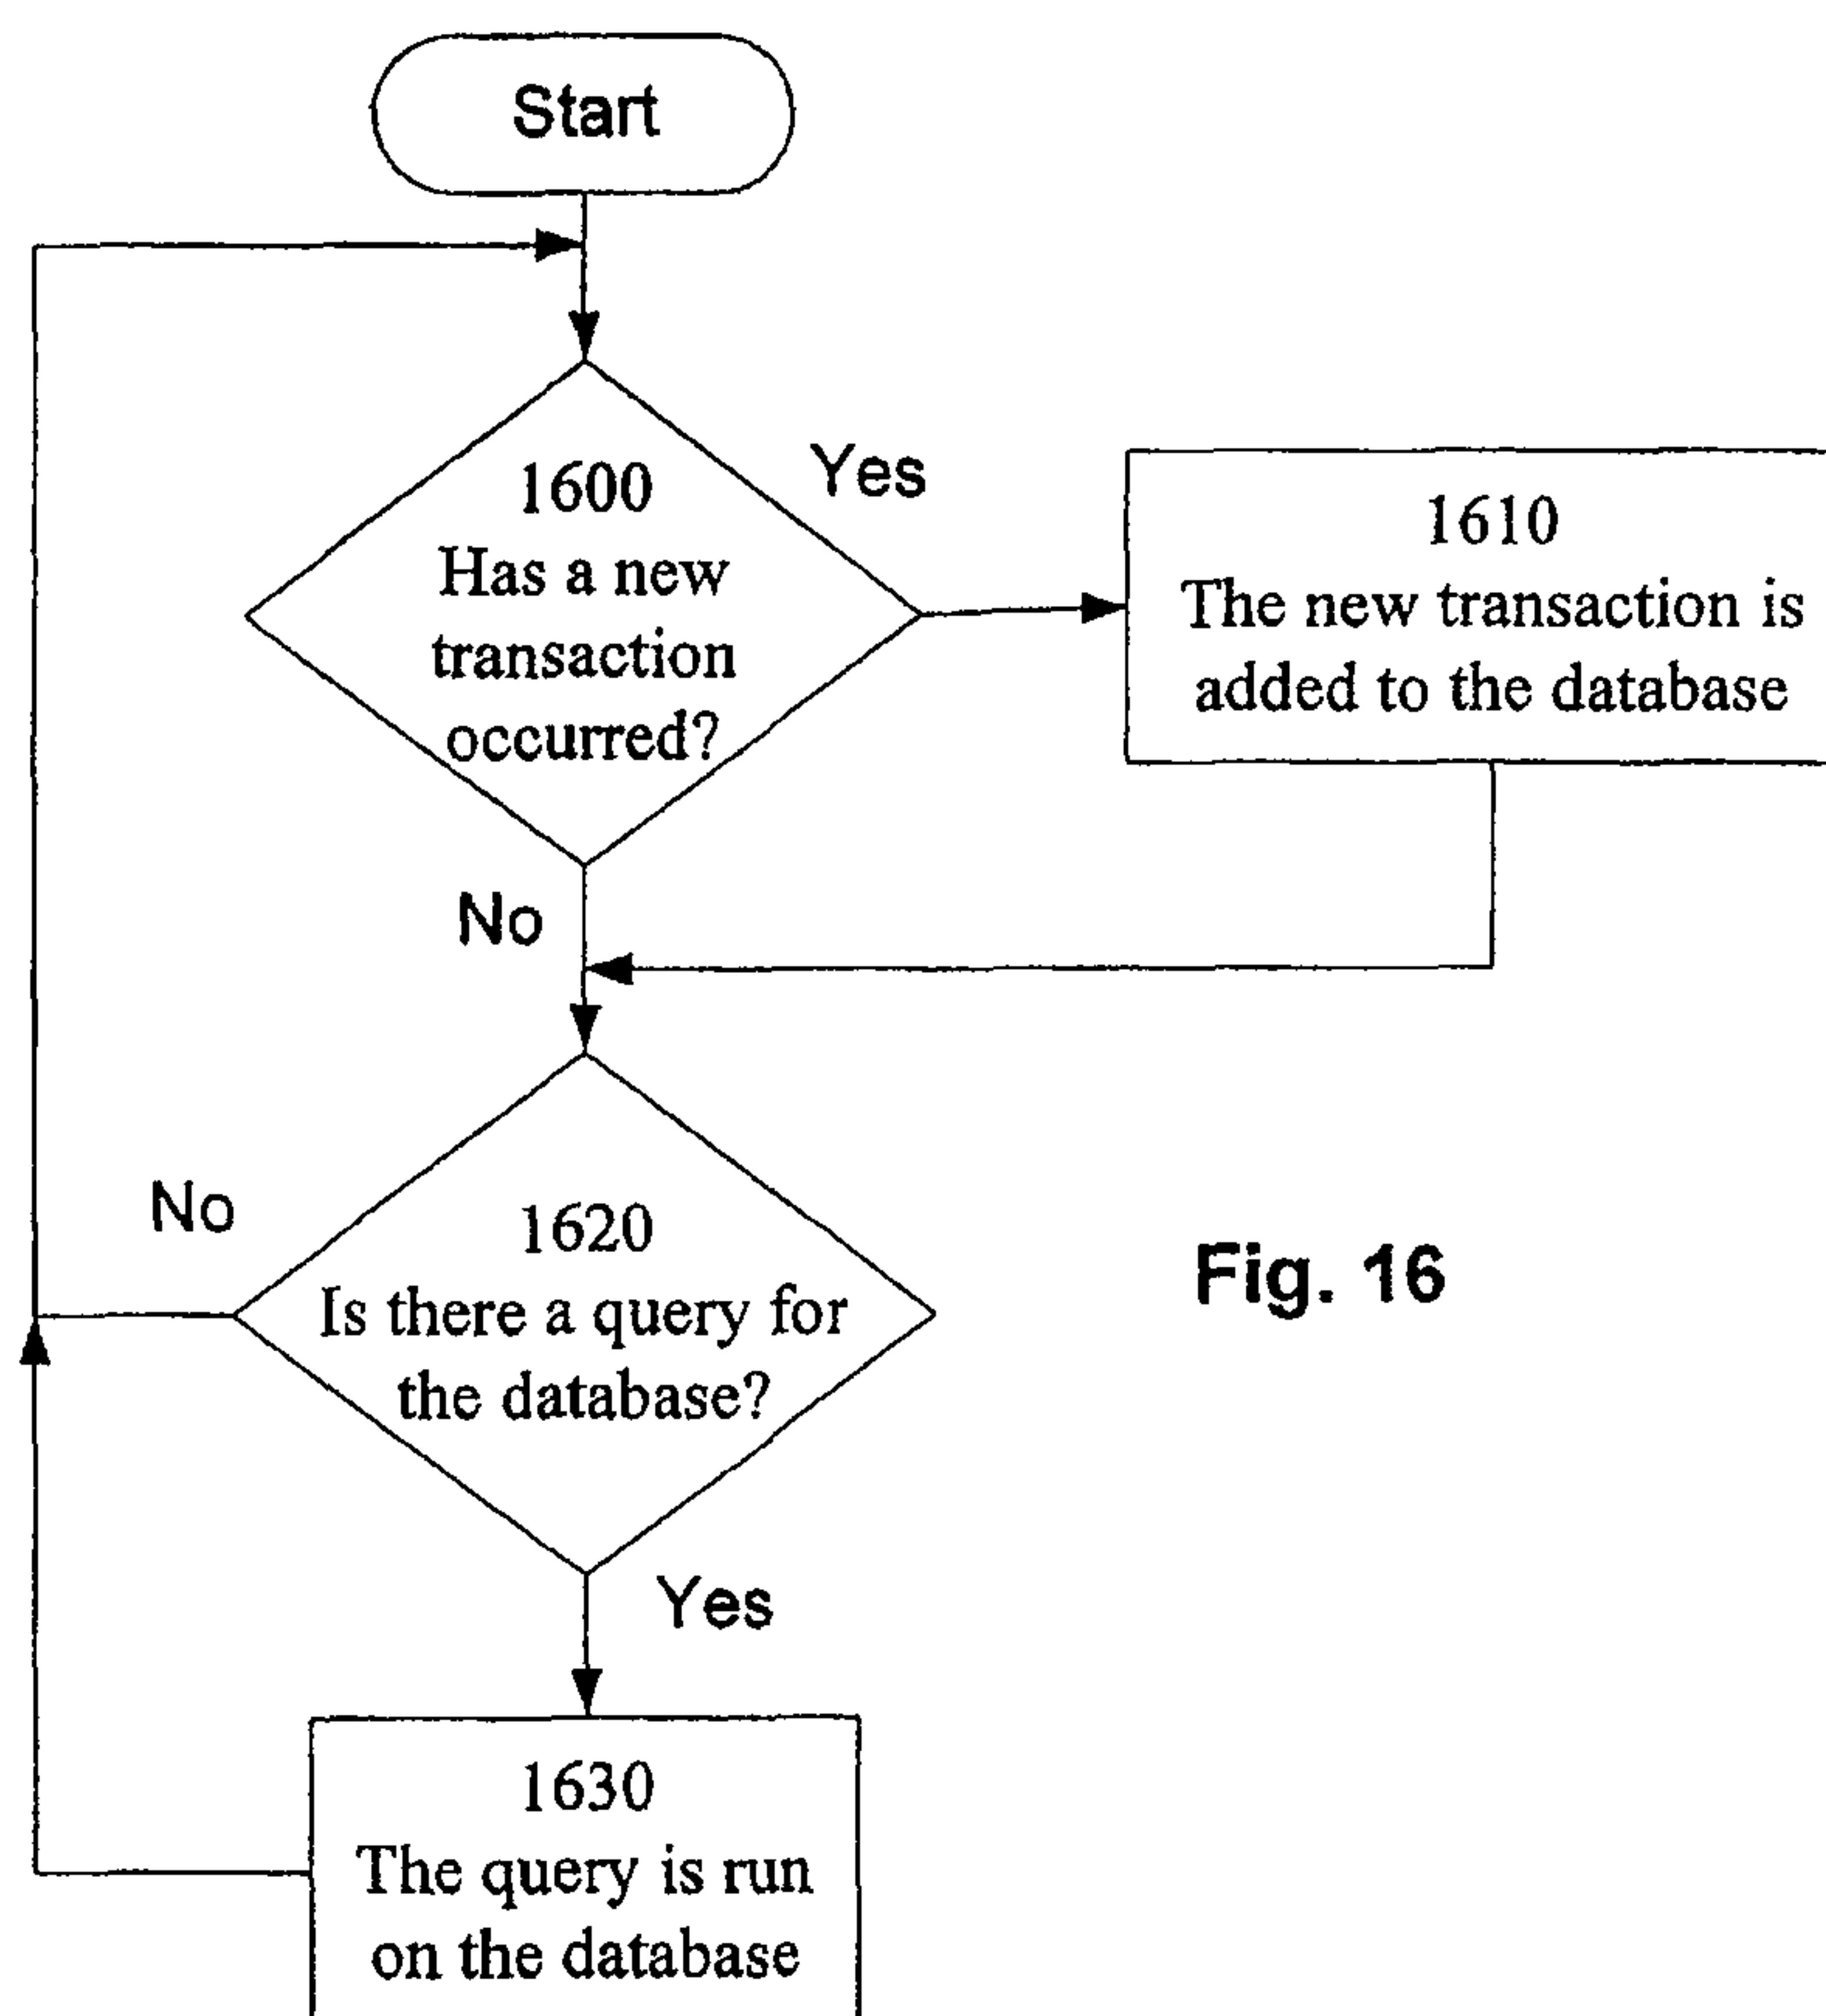 Start
1600
Has a new
transaction
occurred?
Yes
1610
The new transaction is
added to the database
No
1620
Is there a query for
the database?
No
Fig. 16
Yes
1630
The query is run
on the database